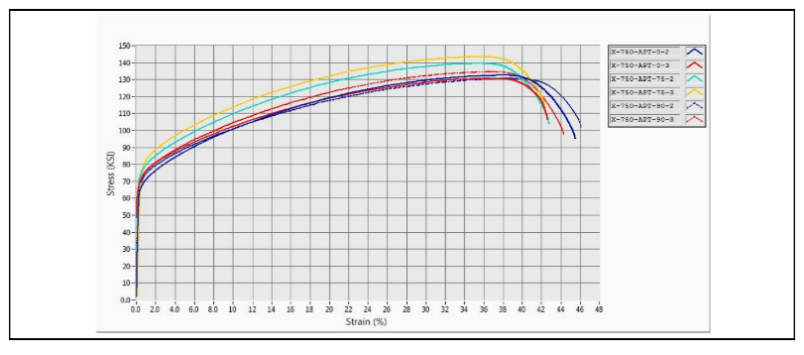 150
140
130
120
110
100
90
80
70
60
50
40
30
20
10
0.0
Stress (KSI)
0.0 2.0 4.0 6.0 8.0 10 12 14 16 18 20 22 24 26 28 30 32 34 36 38 40 42 44 46 48
Strain (%)
X-750-APT-0-2
X-750-APT-0-3
X-750-APT-75-2
X-750-APT-75-3
X-750-APT-90-2
X-750-APT-90-3